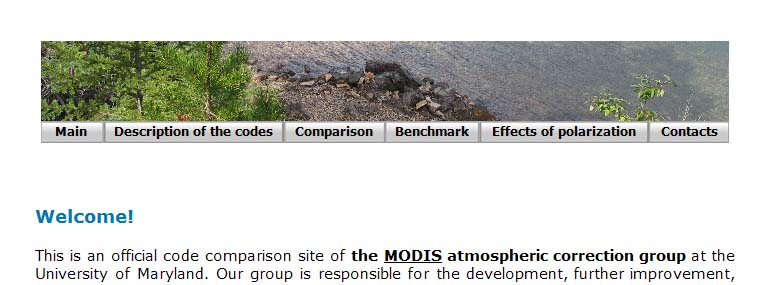 Main Description of the codes Comparison Benchmark Effects of polarization Contacts
Welcome!
This is an official code comparison site of the MODIS atmospheric correction group at the
University of Maryland. Our group is responsible for the development, further improvement,